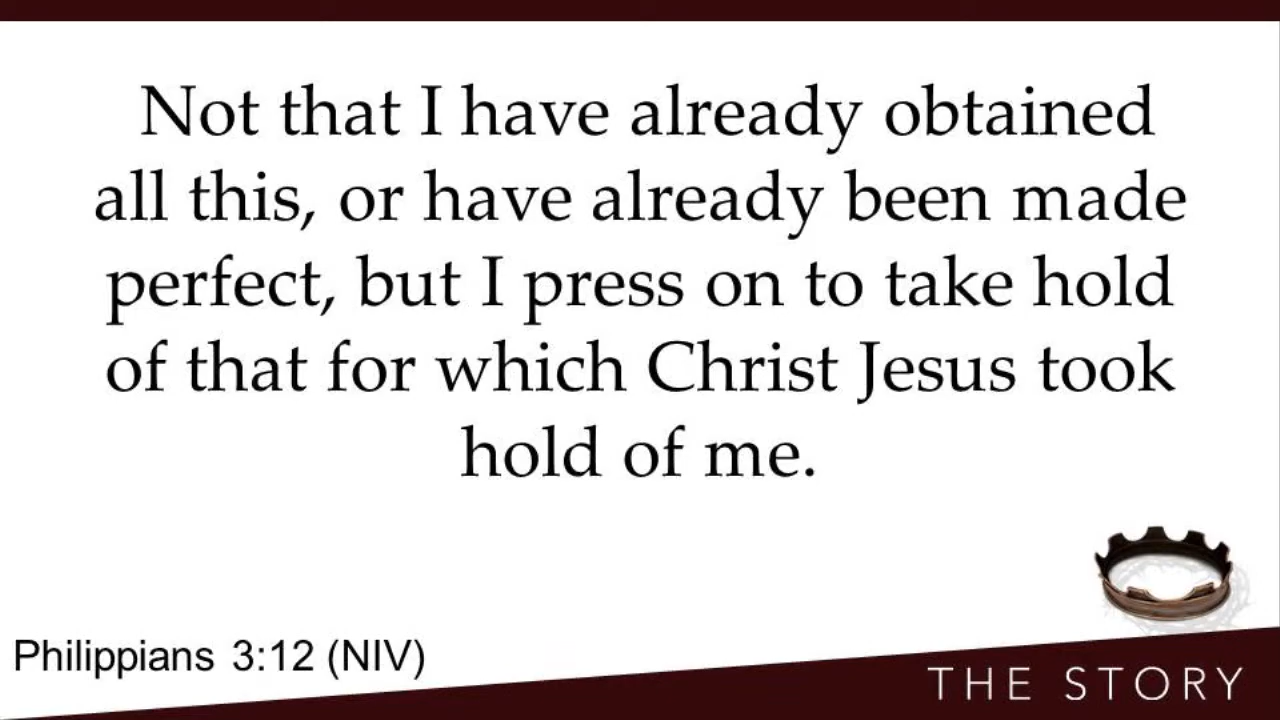 Not that I have already obtained
all this, or have already been made
perfect, but I press on to take hold
of that for which Christ Jesus took
hold of me.
Philippians 3:12 (NIV)
THE STORY